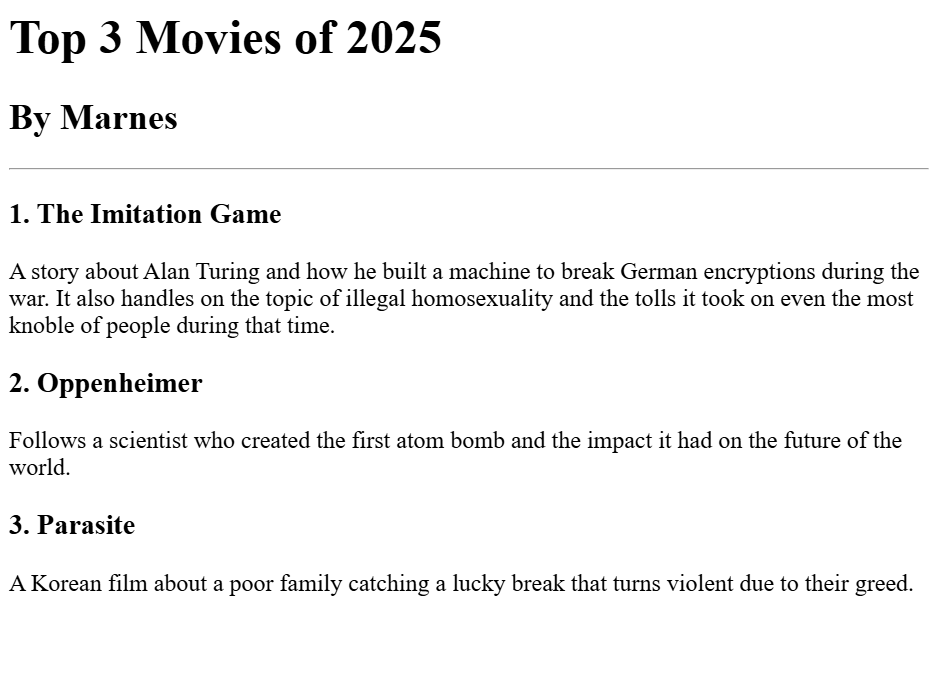 Top 3 Movies of 2025
By Marnes
1. The Imitation Game
A story about Alan Turing and how he built a machine to break German encryptions during the
war. It also handles on the topic of illegal homosexuality and the tolls it took on even the most
knoble of people during that time.
2. Oppenheimer
Follows a scientist who created the first atom bomb and the impact it had on the future of the
world.
3. Parasite
A Korean film about a poor family catching a lucky break that turns violent due to their greed.